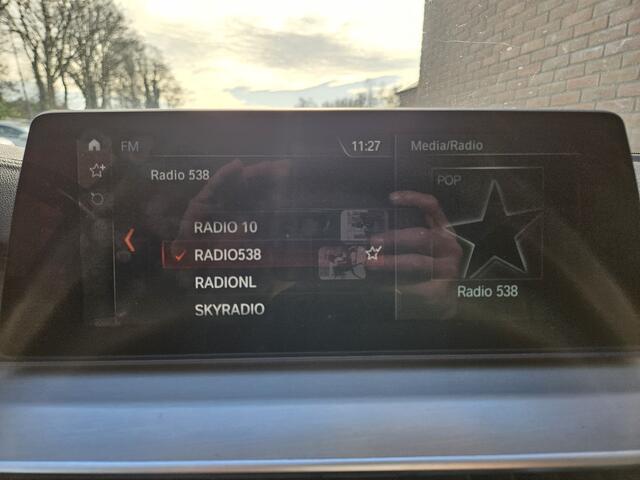 FM
11:27
Media/Radio
Radio 538
POP
RADIO 10
RADIO538
RADIONL
SKYRADIO
Radio 538